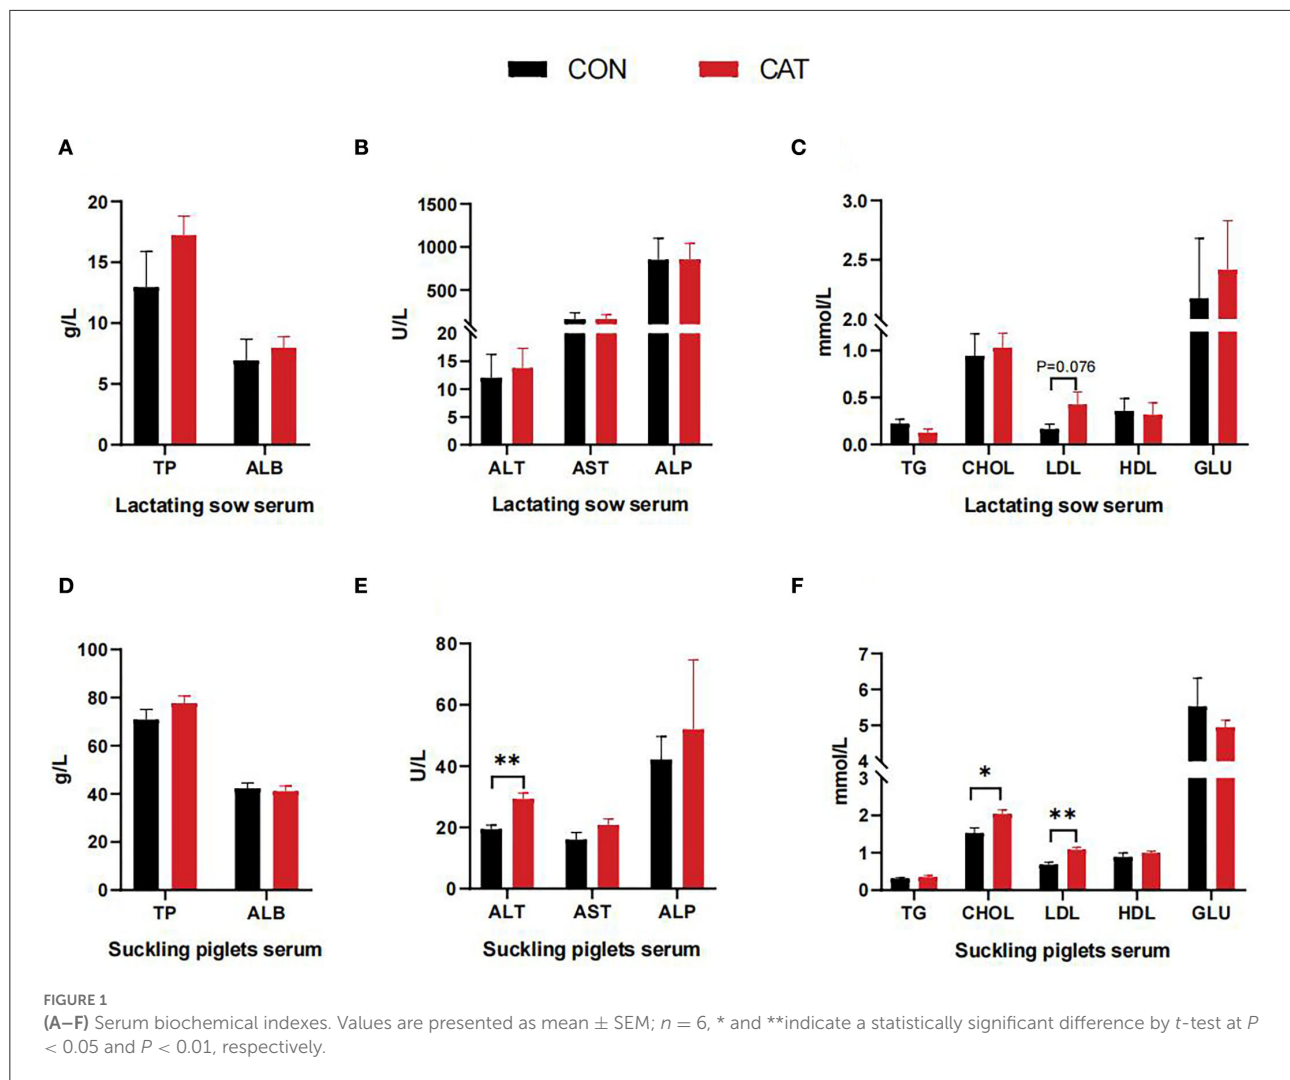 CON CAT
A
20
15
10
5
0
g/L
TP ALB
Lactating sow serum
B
1500
1000
500
20
15
10
5
0
U/L
ALT AST ALP
Lactating sow serum
C
3.0
2.5
2.0
1.0
0.5
0.0
mmol/L
P=0.076
TG CHOL LDL HDL GLU
Lactating sow serum
D
100
80
60
40
20
0
g/L
TP ALB
Suckling piglets serum
E
80
60
40
20
0
U/L
**
ALT AST ALP
Suckling piglets serum
F
7
6
5
4
3
2
1
0
mmol/L
*
**
TG CHOL LDL HDL GLU
Suckling piglets serum
FIGURE 1
(A–F) Serum biochemical indexes. Values are presented as mean ± SEM; n = 6, * and **indicate a statistically significant difference by t-test at P
< 0.05 and P < 0.01, respectively.